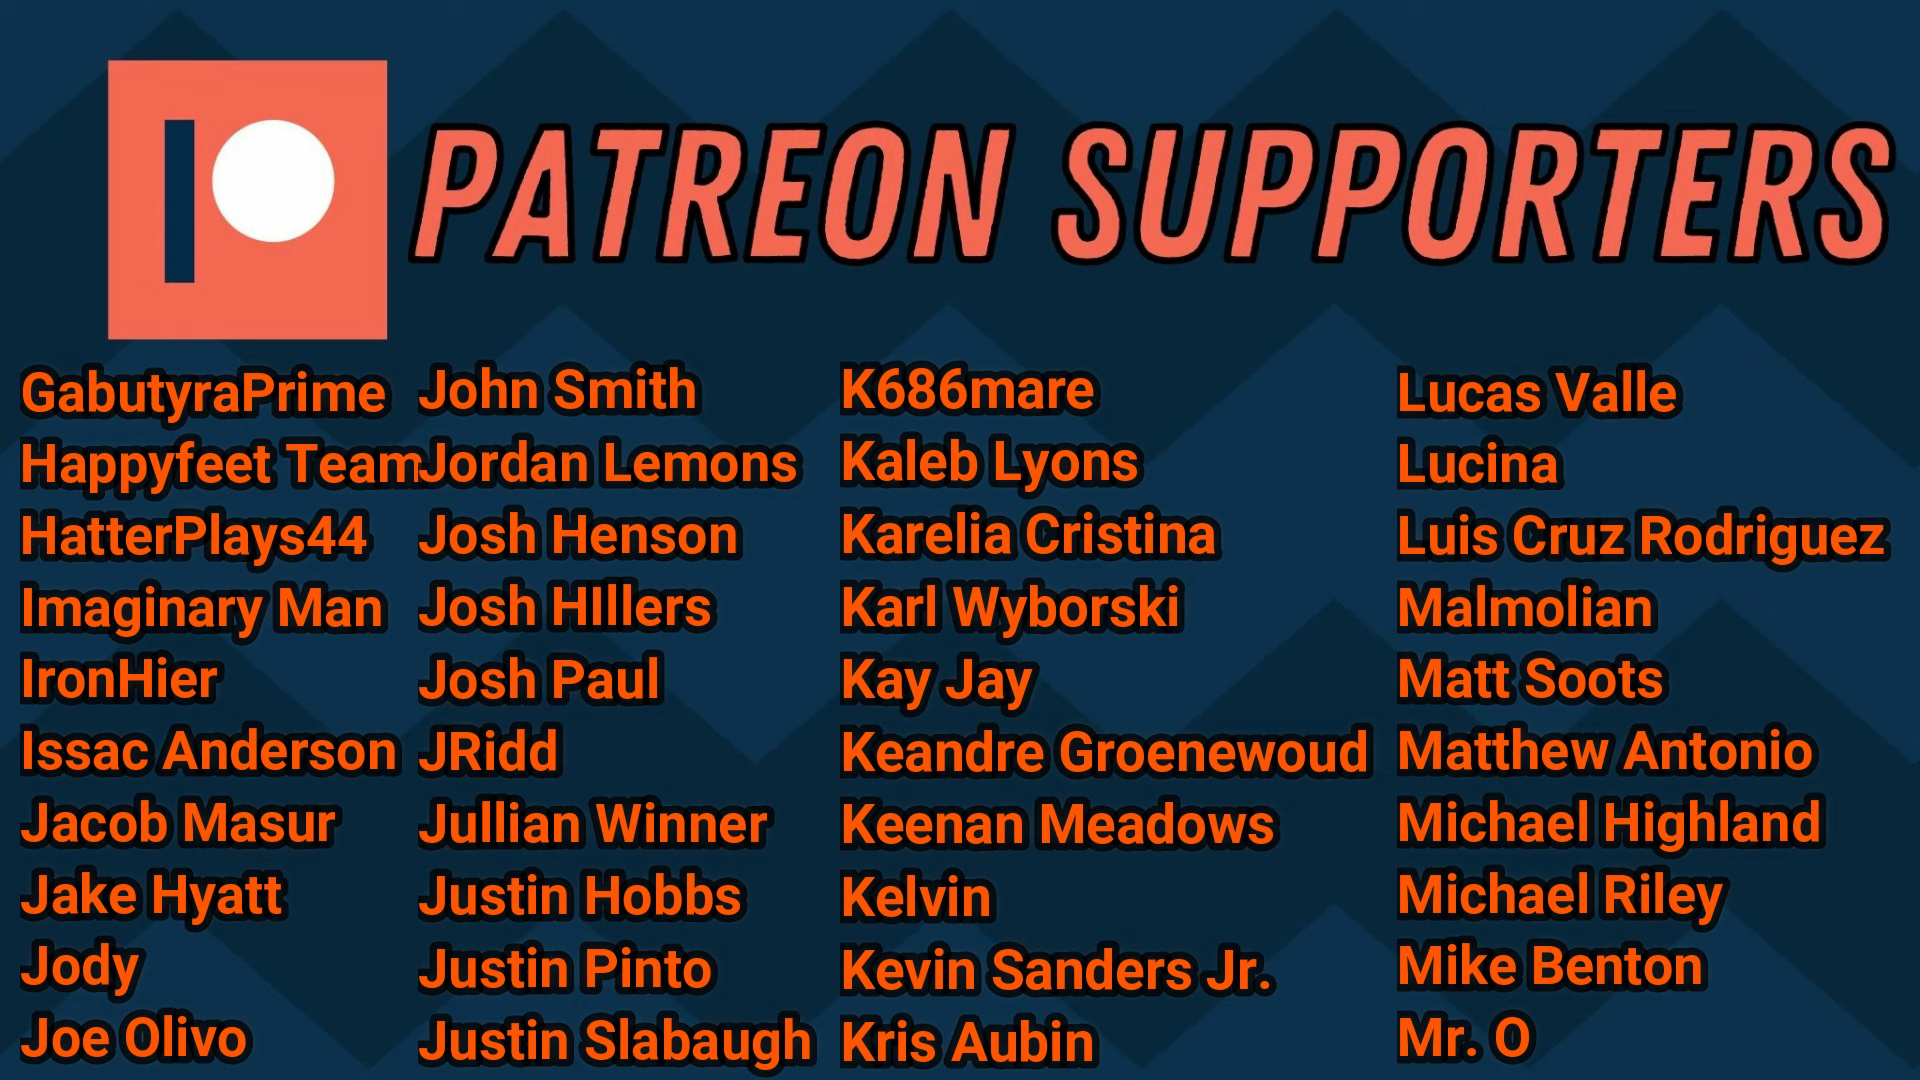 PATREON SUPPORTERS
GabutyraPrime
Happyfeet Team
HatterPlays44
Imaginary Man
IronHier
Issac Anderson
Jacob Masur
Jake Hyatt
Jody
Joe Olivo
John Smith
Jordan Lemons
Josh Henson
Josh HIllers
Josh Paul
JRidd
Jullian Winner
Justin Hobbs
Justin Pinto
Justin Slabaugh
K686mare
Kaleb Lyons
Karelia Cristina
Karl Wyborski
Kay Jay
Keandre Groenewoud
Keenan Meadows
Kelvin
Kevin Sanders Jr.
Kris Aubin
Lucas Valle
Lucina
Luis Cruz Rodriguez
Malmolian
Matt Soots
Matthew Antonio
Michael Highland
Michael Riley
Mike Benton
Mr. O